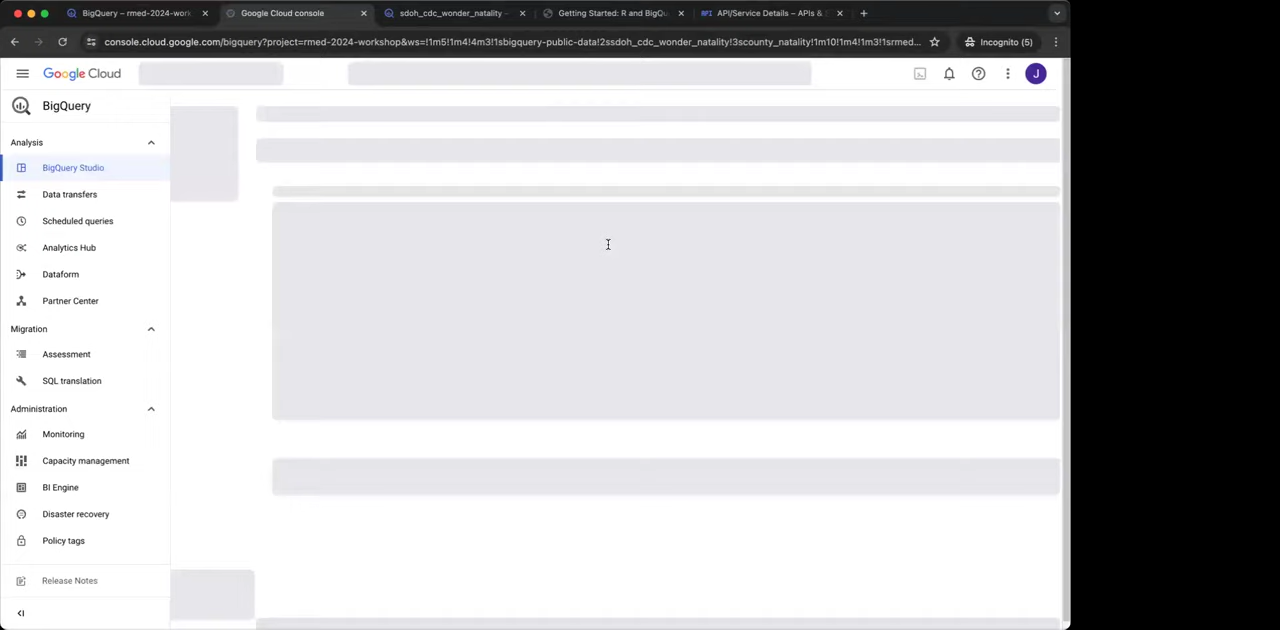 BigQuery – rmed-2024-work
Google Cloud console
sdoh_cdc_wonder_natality –
Getting Started: R and BigQu
API API/Service Details – APIs &
console.cloud.google.com/bigquery?project=rmed-2024-workshop&ws=!1m5!1m4!4m3!1sbigquery-public-data!2ssdoh_cdc_wonder_natality!3scounty_natality!1m10!1m4!1m3!1srmed...
Incognito (5)
Google Cloud
J
BigQuery
Analysis
BigQuery Studio
Data transfers
Scheduled queries
Analytics Hub
Dataform
Partner Center
Migration
Assessment
SQL translation
Administration
Monitoring
Capacity management
BI Engine
Disaster recovery
Policy tags
Release Notes